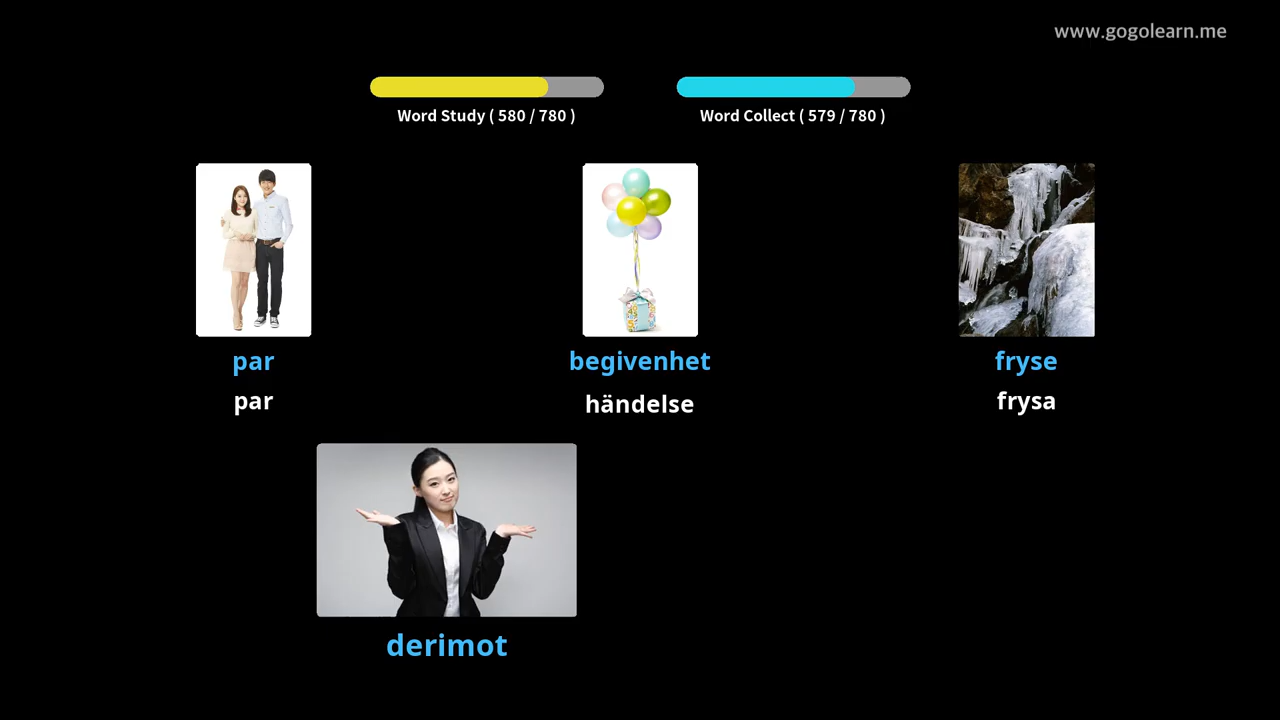 www.gogolearn.me
Word Study ( 580 / 780 )
Word Collect ( 579 / 780 )
par
begivenhet
fryse
par
händelse
frysa
derimot